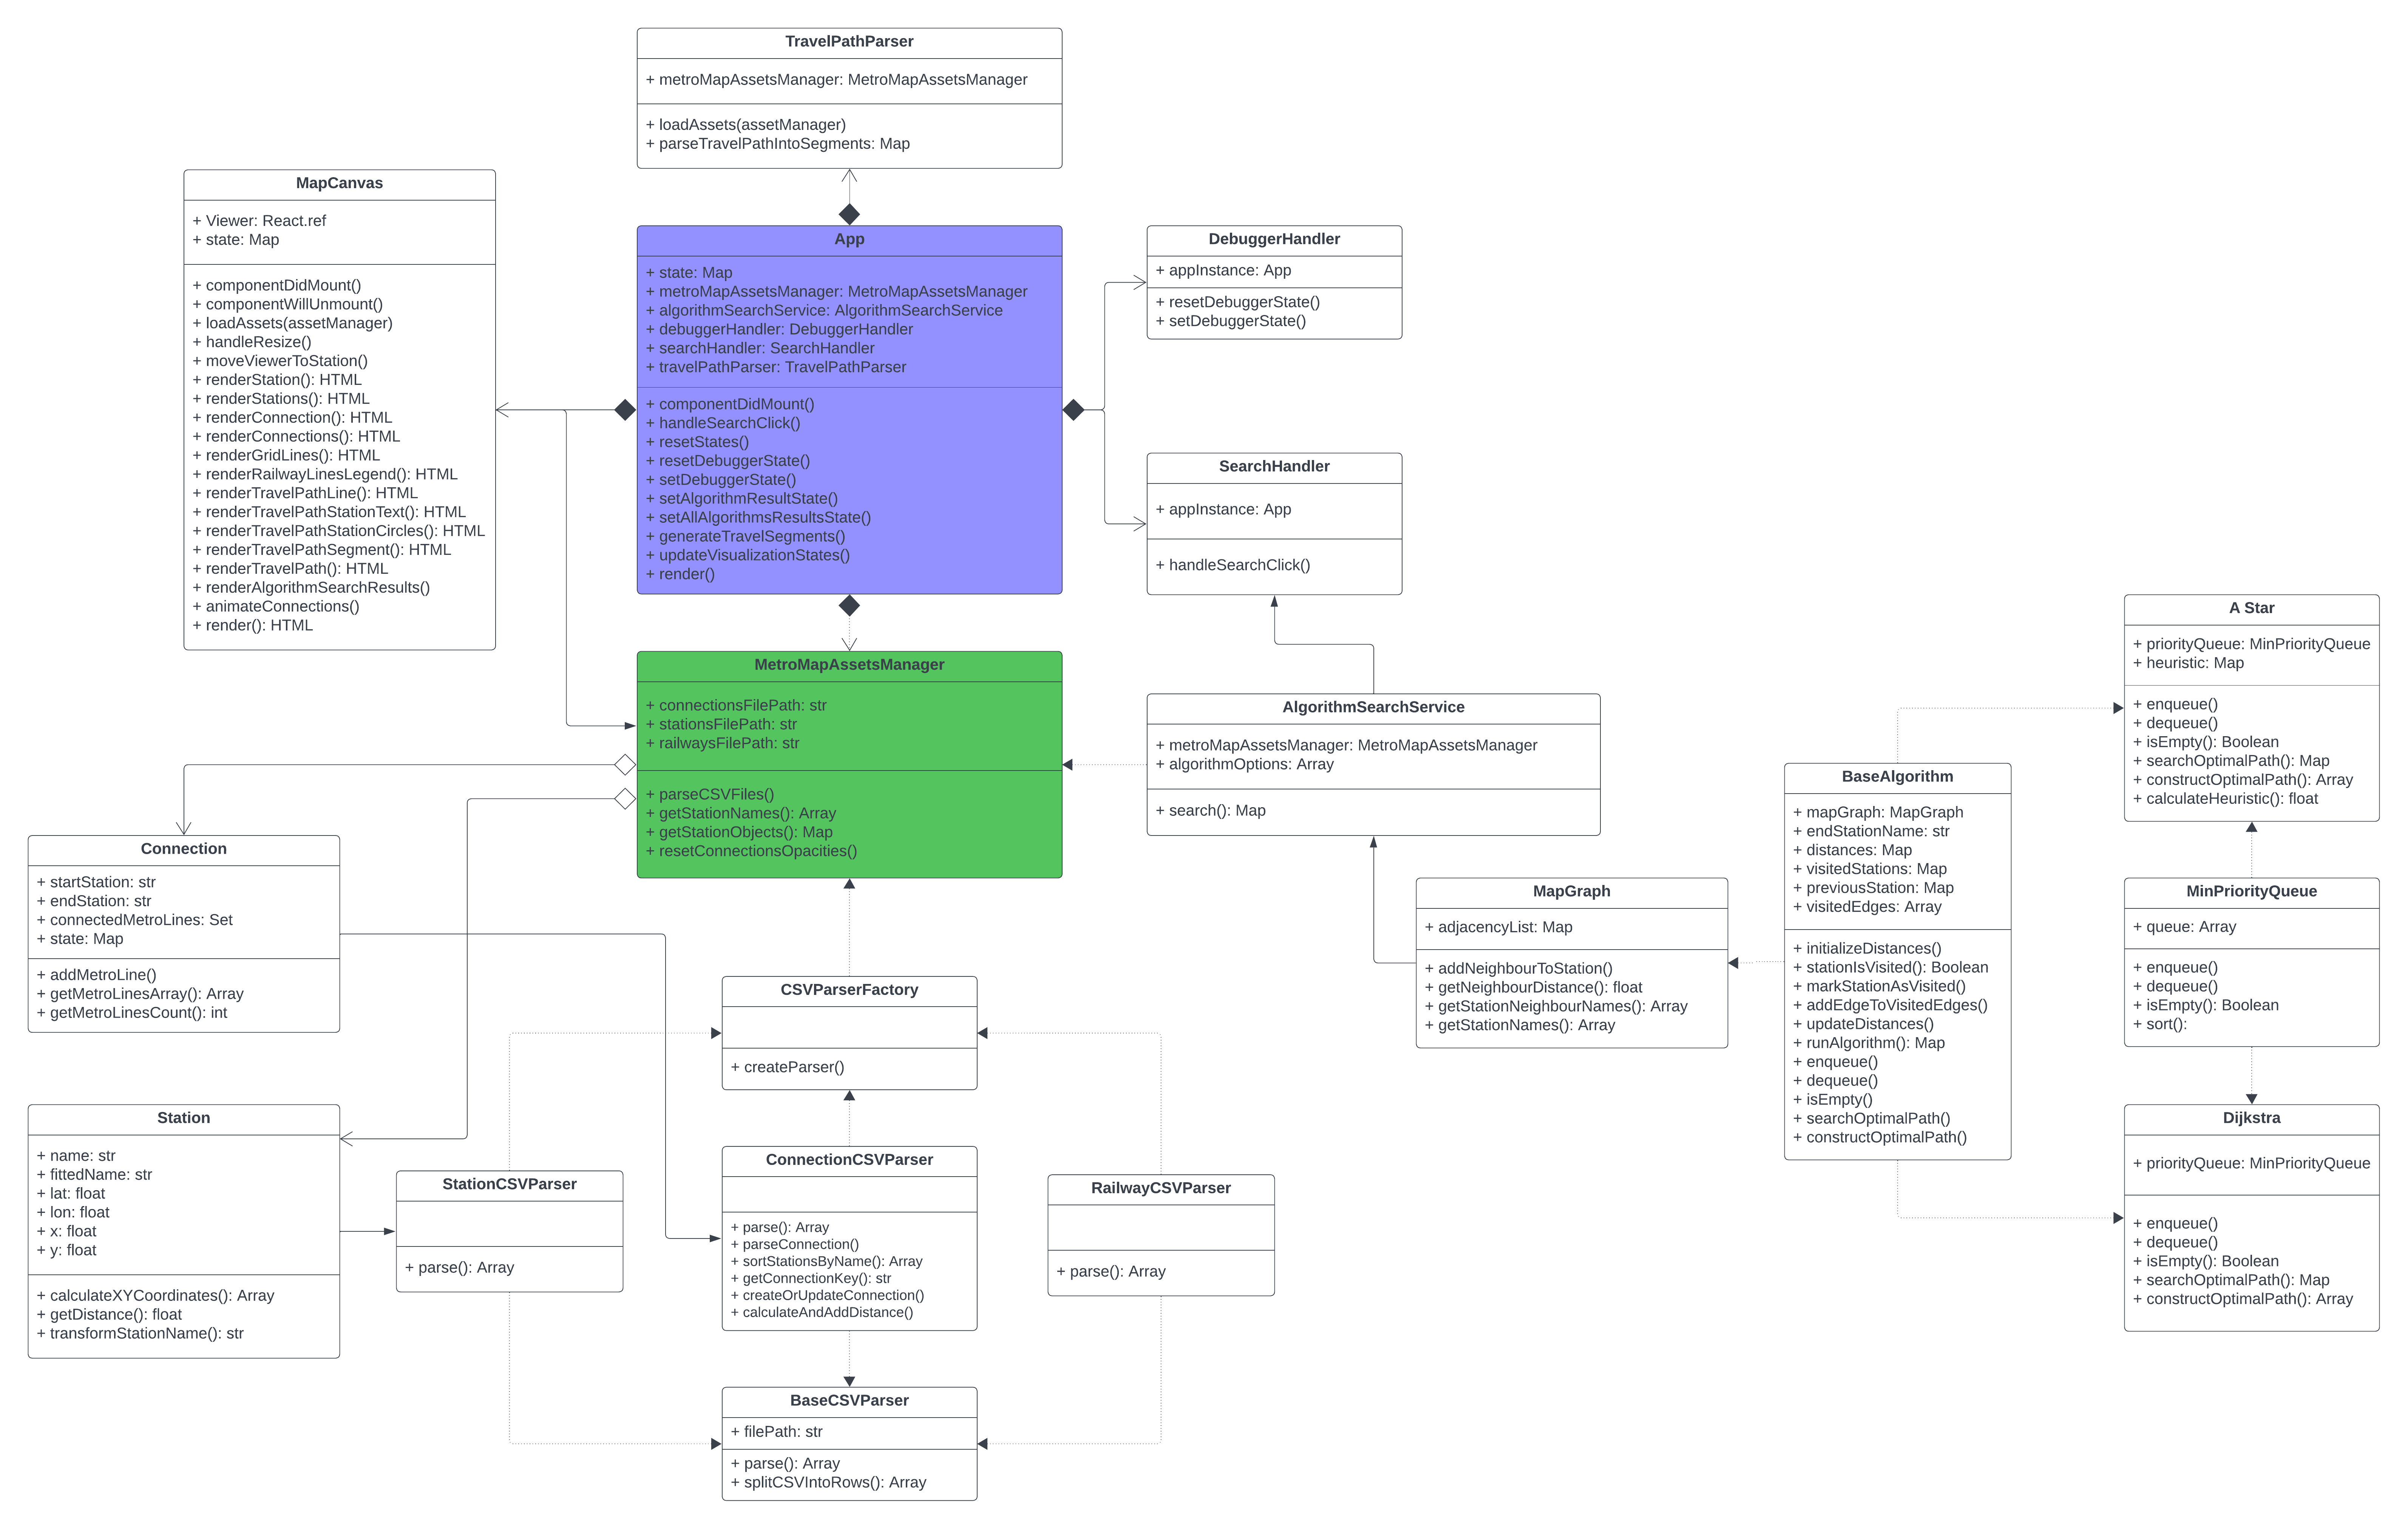 TravelPathParser
+ metroMapAssetsManager: MetroMapAssetsManager
+ loadAssets(assetManager)
+ parseTravelPathIntoSegments: Map
MapCanvas
+ Viewer: React.ref
+ state: Map
+ componentDidMount()
+ componentWillUnmount()
+ loadAssets(assetManager)
+ handleResize()
+ moveViewerToStation()
+ renderStation(): HTML
+ renderStations(): HTML
+ renderConnection(): HTML
+ renderConnections(): HTML
+ renderGridLines(): HTML
+ renderRailwayLinesLegend(): HTML
+ renderTravelPathLine(): HTML
+ renderTravelPathStationText(): HTML
+ renderTravelPathStationCircles(): HTML
+ renderTravelPathSegment(): HTML
+ renderTravelPath(): HTML
+ renderAlgorithmSearchResults()
+ animateConnections()
+ render(): HTML
App
+ state: Map
+ metroMapAssetsManager: MetroMapAssetsManager
+ algorithmSearchService: AlgorithmSearchService
+ debuggerHandler: DebuggerHandler
+ searchHandler: SearchHandler
+ travelPathParser: TravelPathParser
+ componentDidMount()
+ handleSearchClick()
+ resetStates()
+ resetDebuggerState()
+ setDebuggerState()
+ setAlgorithmResultState()
+ setAllAlgorithmsResultsState()
+ generateTravelSegments()
+ updateVisualizationStates()
+ render()
DebuggerHandler
+ appInstance: App
+ resetDebuggerState()
+ setDebuggerState()
SearchHandler
+ appInstance: App
+ handleSearchClick()
MetroMapAssetsManager
+ connectionsFilePath: str
+ stationsFilePath: str
+ railwaysFilePath: str
+ parseCSVFiles()
+ getStationNames(): Array
+ getStationObjects(): Map
+ resetConnectionsOpacities()
AlgorithmSearchService
+ metroMapAssetsManager: MetroMapAssetsManager
+ algorithmOptions: Array
+ search(): Map
A Star
+ priorityQueue: MinPriorityQueue
+ heuristic: Map
+ enqueue()
+ dequeue()
+ isEmpty(): Boolean
+ searchOptimalPath(): Map
+ constructOptimalPath(): Array
+ calculateHeuristic(): float
BaseAlgorithm
+ mapGraph: MapGraph
+ endStationName: str
+ distances: Map
+ visitedStations: Map
+ previousStation: Map
+ visitedEdges: Array
+ initializeDistances()
+ stationIsVisited(): Boolean
+ markStationAsVisited()
+ addEdgeToVisitedEdges()
+ updateDistances()
+ runAlgorithm(): Map
+ enqueue()
+ dequeue()
+ isEmpty()
+ searchOptimalPath()
+ constructOptimalPath()
Connection
+ startStation: str
+ endStation: str
+ connectedMetroLines: Set
+ state: Map
+ addMetroLine()
+ getMetroLinesArray(): Array
+ getMetroLinesCount(): int
MapGraph
+ adjacencyList: Map
+ addNeighbourToStation()
+ getNeighbourDistance(): float
+ getStationNeighbourNames(): Array
+ getStationNames(): Array
MinPriorityQueue
+ queue: Array
+ enqueue()
+ dequeue()
+ isEmpty(): Boolean
+ sort():
CSVParserFactory
+ createParser()
Station
+ name: str
+ fittedName: str
+ lat: float
+ lon: float
+ x: float
+ y: float
+ calculateXYCoordinates(): Array
+ getDistance(): float
+ transformStationName(): str
StationCSVParser
+ parse(): Array
ConnectionCSVParser
+ parse(): Array
+ parseConnection()
+ sortStationsByName(): Array
+ getConnectionKey(): str
+ createOrUpdateConnection()
+ calculateAndAddDistance()
RailwayCSVParser
+ parse(): Array
Dijkstra
+ priorityQueue: MinPriorityQueue
+ enqueue()
+ dequeue()
+ isEmpty(): Boolean
+ searchOptimalPath(): Map
+ constructOptimalPath(): Array
BaseCSVParser
+ filePath: str
+ parse(): Array
+ splitCSVIntoRows(): Array